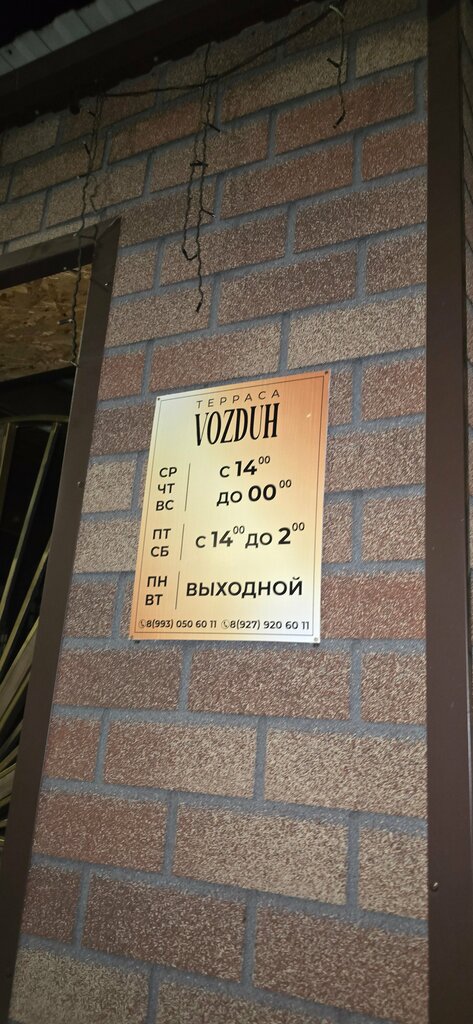 ТЕРРАСА
VOZDUH
СР
ЧТ
ВС
с 14⁰⁰
до 00⁰⁰
ПТ
СБ
с 14⁰⁰ до 2⁰⁰
ПН
ВТ
ВЫХОДНОЙ
8(993) 050 60 11 8(927) 920 60 11